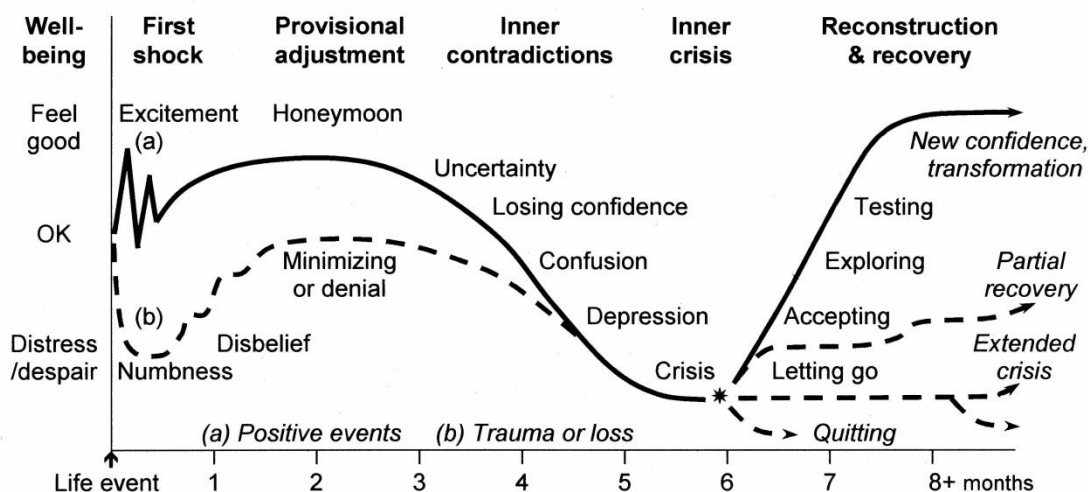 Well-being
First shock
Provisional adjustment
Inner contradictions
Inner crisis
Reconstruction & recovery
Feel good
Excitement
Honeymoon
(a)
New confidence,
transformation
Uncertainty
Losing confidence
Testing
OK
Minimizing
or denial
Confusion
Exploring
Partial
recovery
(b)
Depression
Accepting
Distress
/despair
Disbelief
Numbness
Crisis
Letting go
Extended
crisis
(a) Positive events
(b) Trauma or loss
Quitting
Life event
1
2
3
4
5
6
7
8+ months